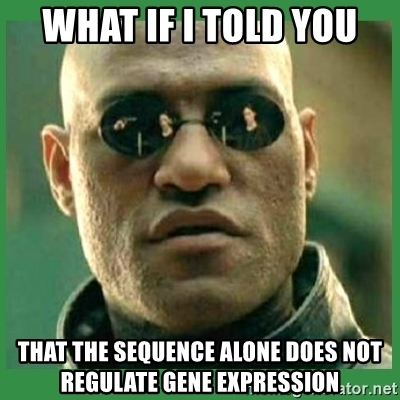 WHAT IF I TOLD YOU
THAT THE SEQUENCE ALONE DOES NOT
REGULATE GENE EXPRESSION